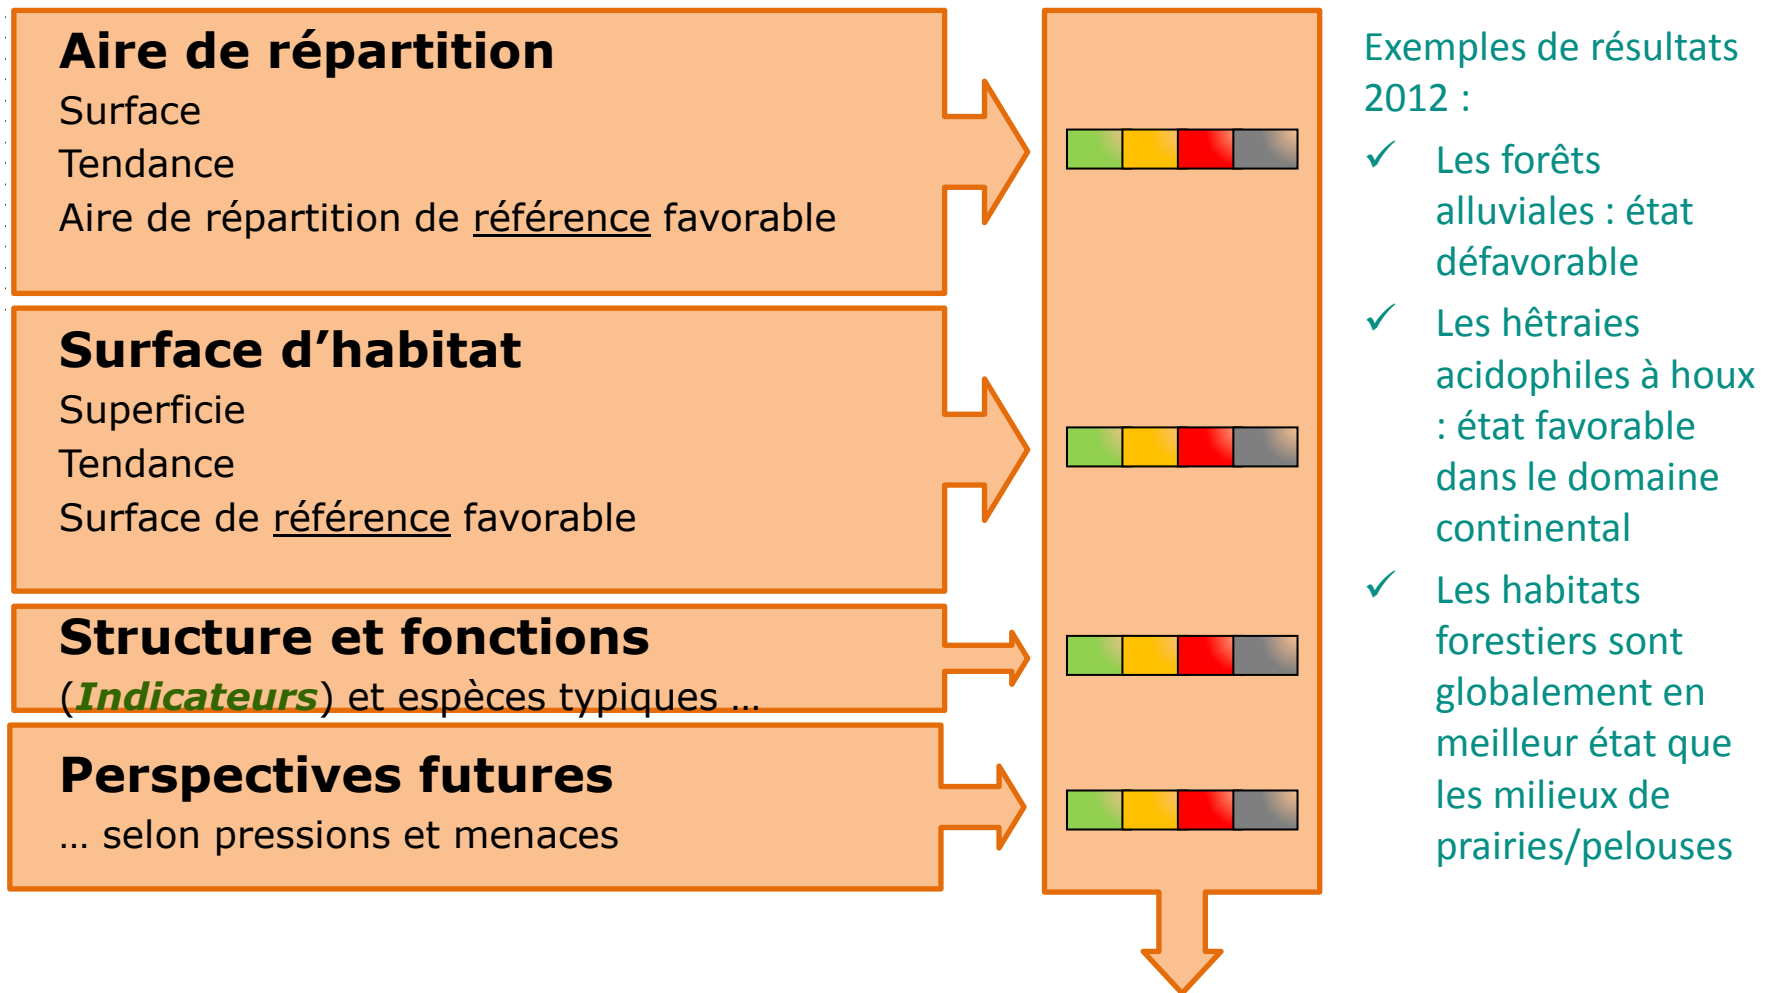 Aire de répartition
Surface
Tendance
Aire de répartition de référence favorable
Surface d’habitat
Superficie
Tendance
Surface de référence favorable
Structure et fonctions
(Indicateurs) et espèces typiques …
Perspectives futures
… selon pressions et menaces
Exemples de résultats
2012 :
✓ Les forêts
alluviales : état
défavorable
✓ Les hêtraies
acidophiles à houx
: état favorable
dans le domaine
continental
✓ Les habitats
forestiers sont
globalement en
meilleur état que
les milieux de
prairies/pelouses